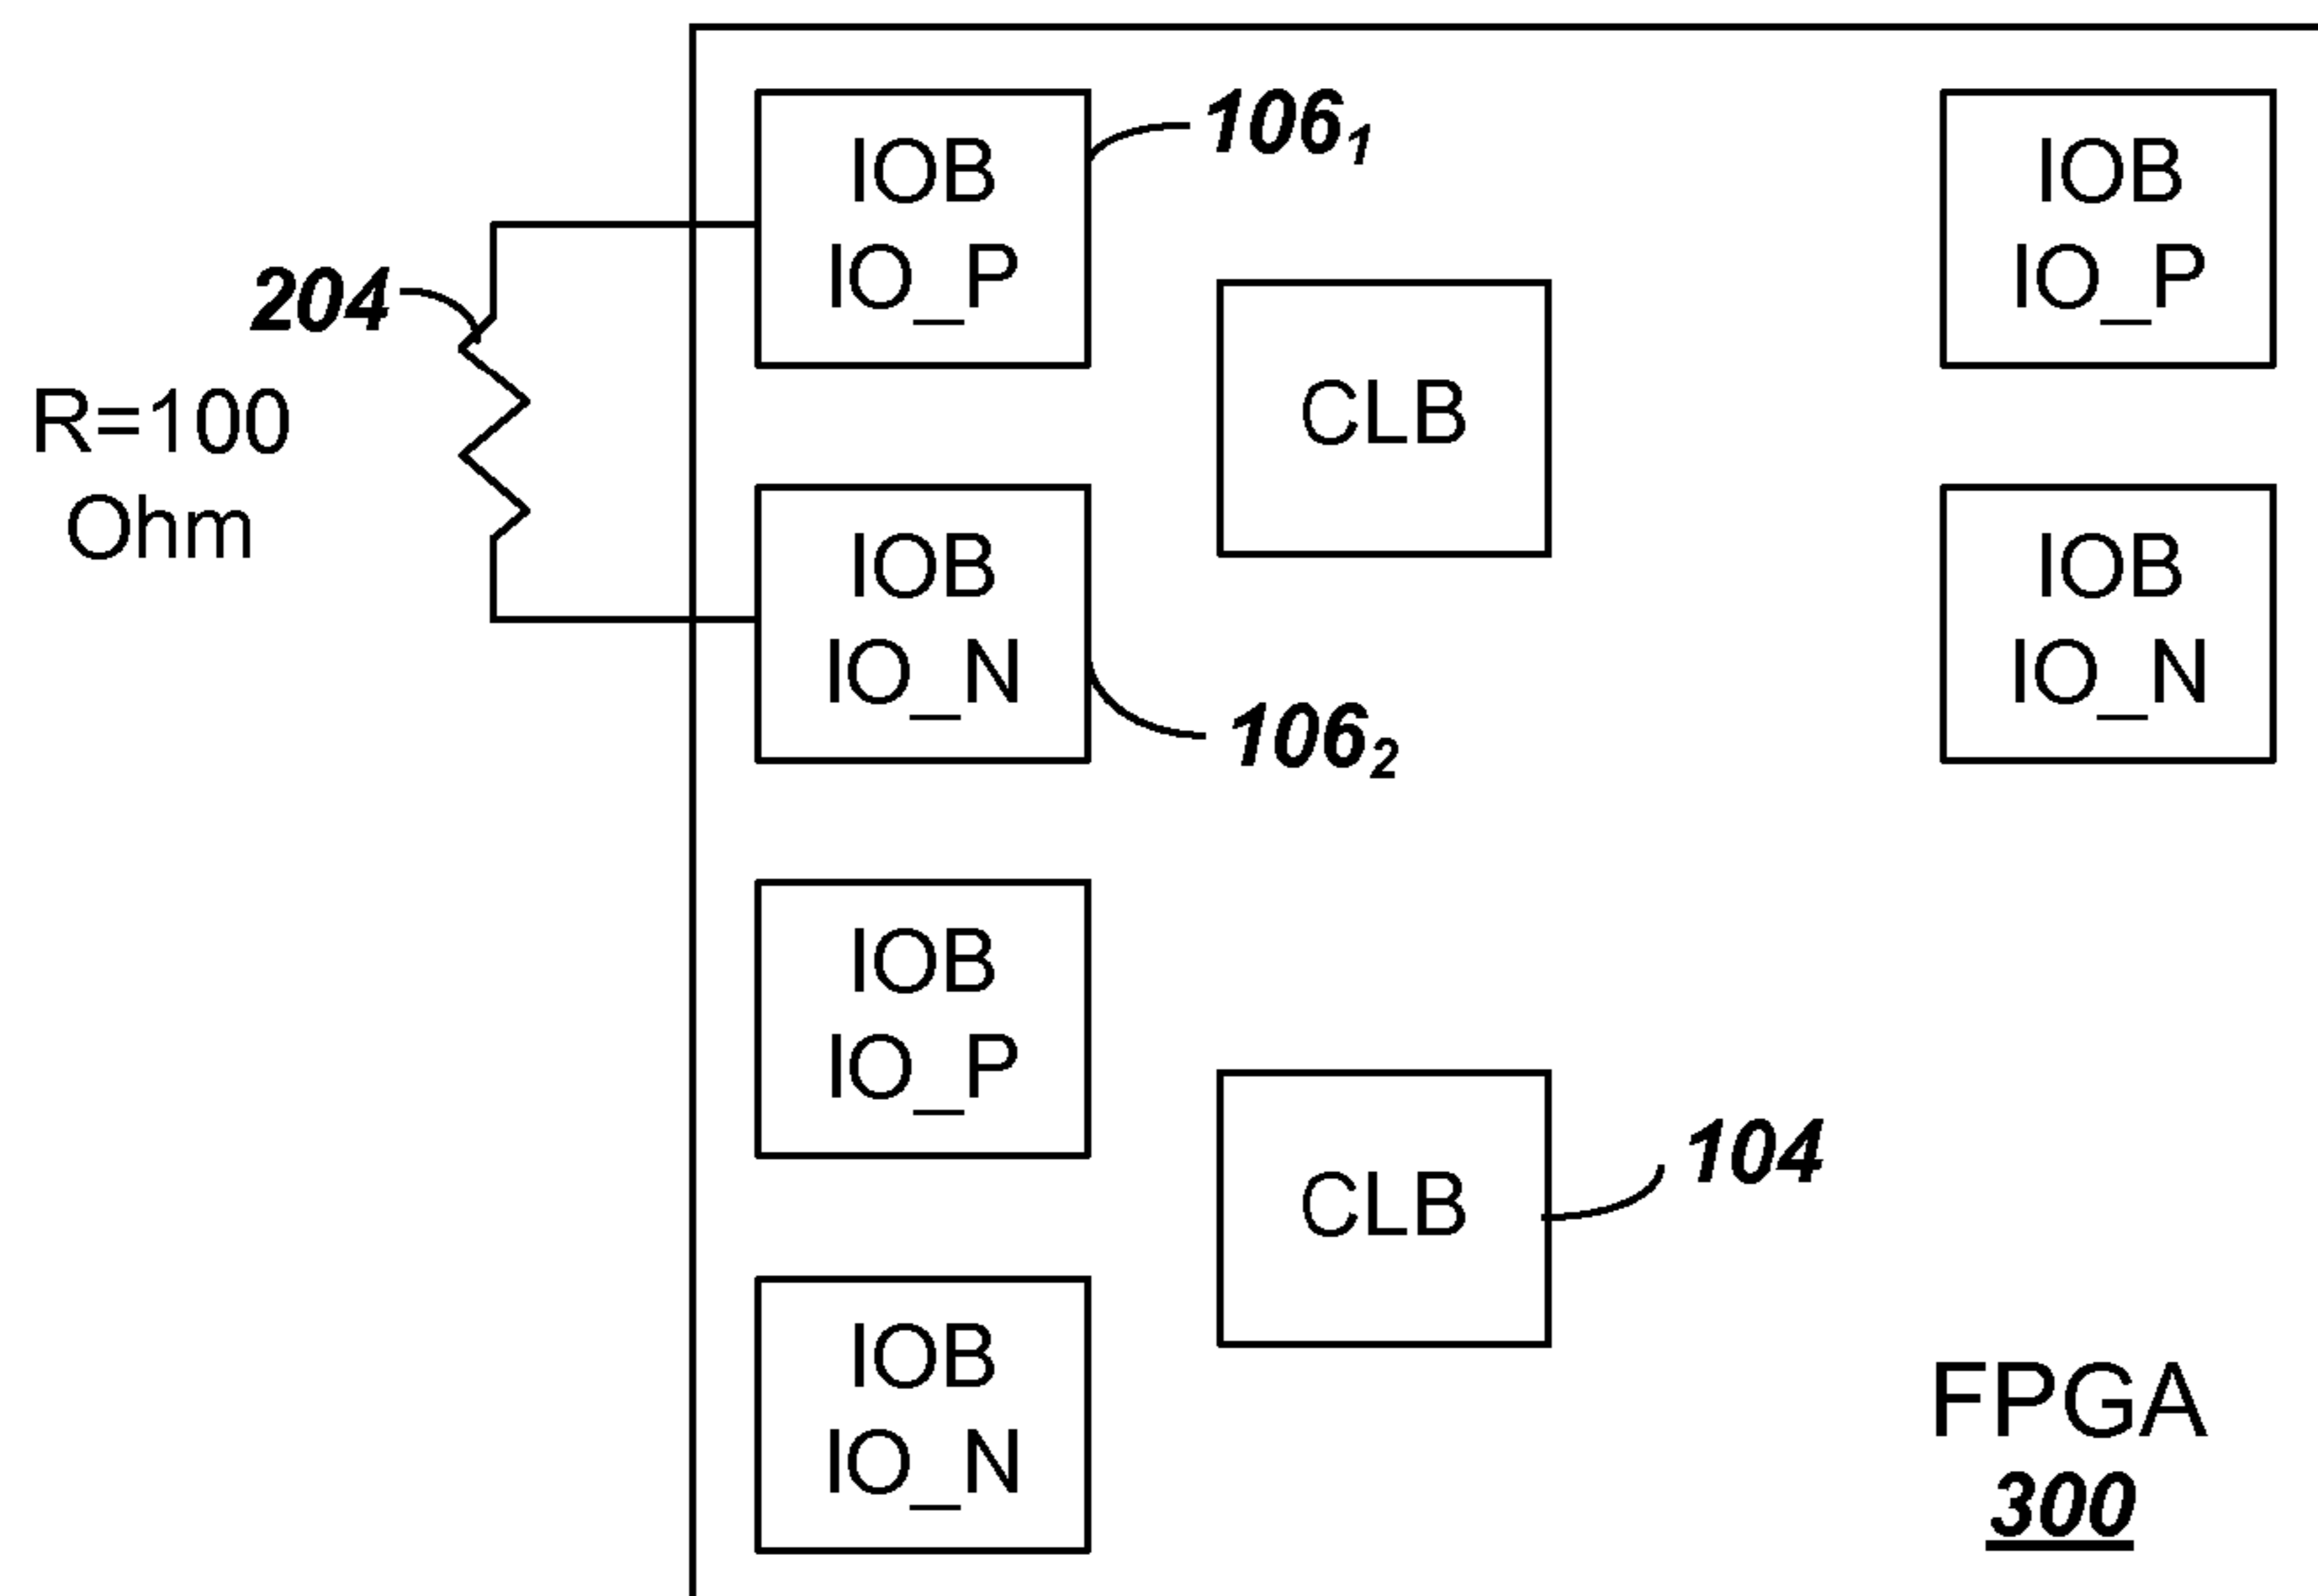 IOB
IO_P
106₁
IOB
IO_P
204
R=100
Ohm
CLB
IOB
IO_N
106₂
IOB
IO_N
IOB
IO_P
CLB
104
IOB
IO_N
FPGA
300